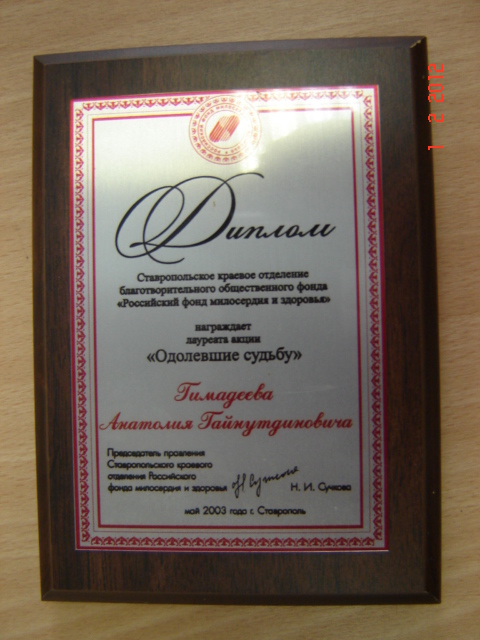 Диплом
Ставропольское краевое отделение
благотворительного общественного фонда
«Российский фонд милосердия и здоровья»
награждает
лауреата акции
«Одолевшие судьбу»
Гимадеева
Анатолия Гайнутдиновича
Председатель правления
Ставропольского краевого
отделения Российского
фонда милосердия и здоровья Н. И. Сучкова
май 2003 года г. Ставрополь
1 2 2012